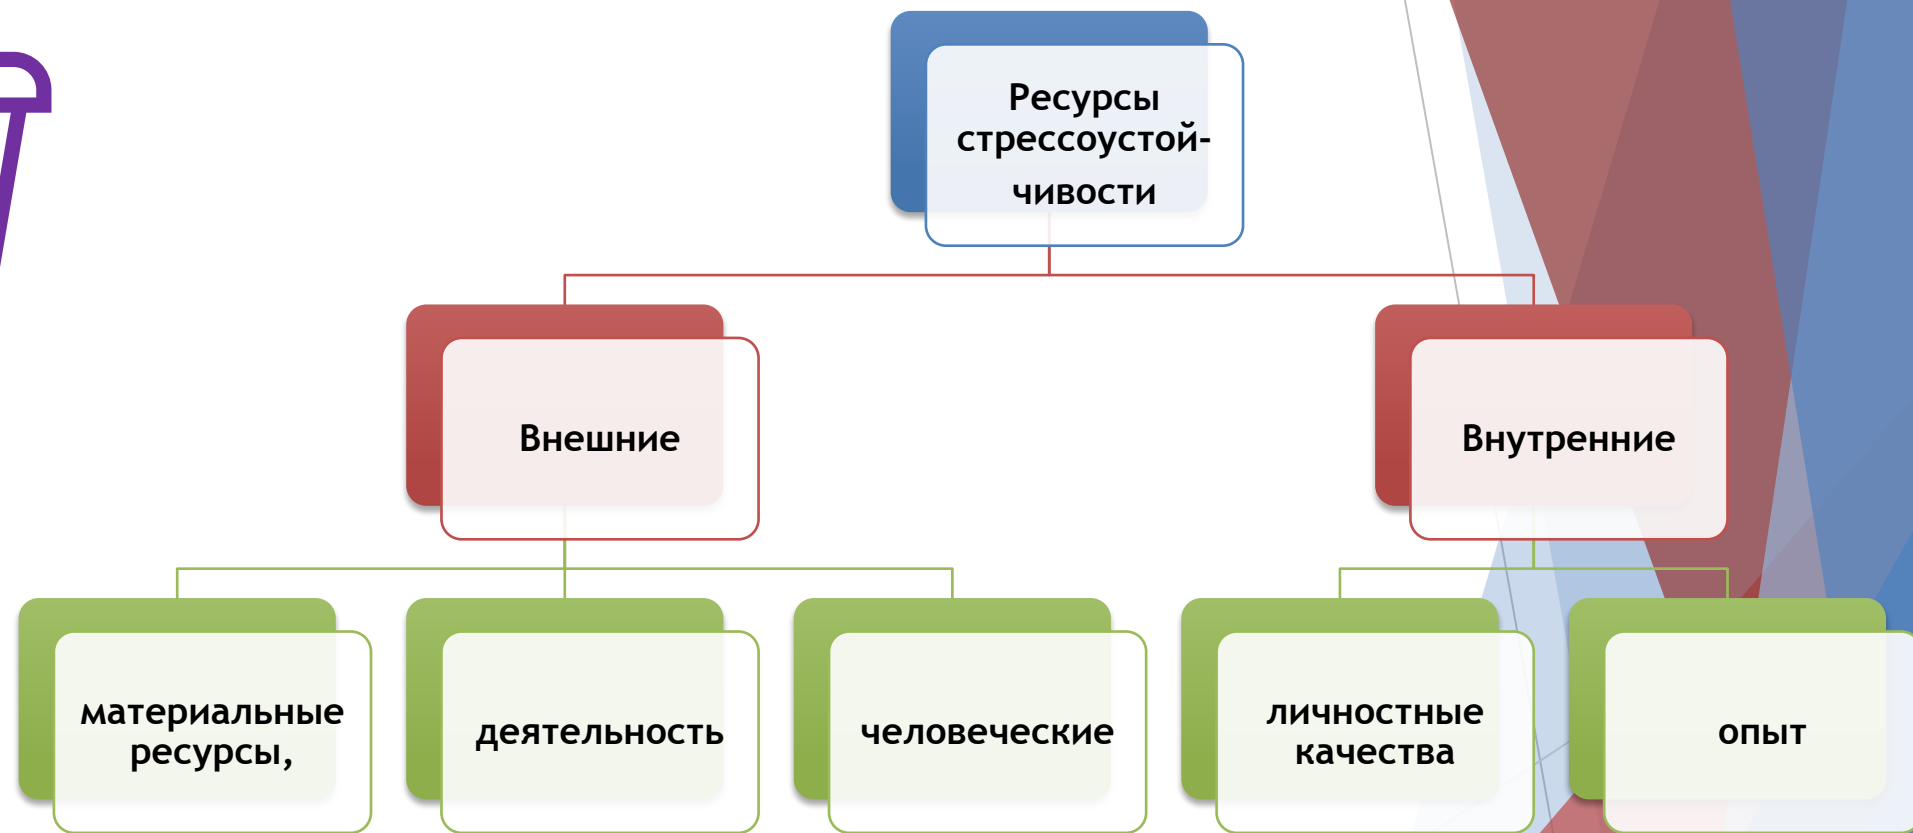 Ресурсы
стрессоустой-
чивости
Внешние
Внутренние
материальные
ресурсы,
деятельность
человеческие
личностные
качества
опыт